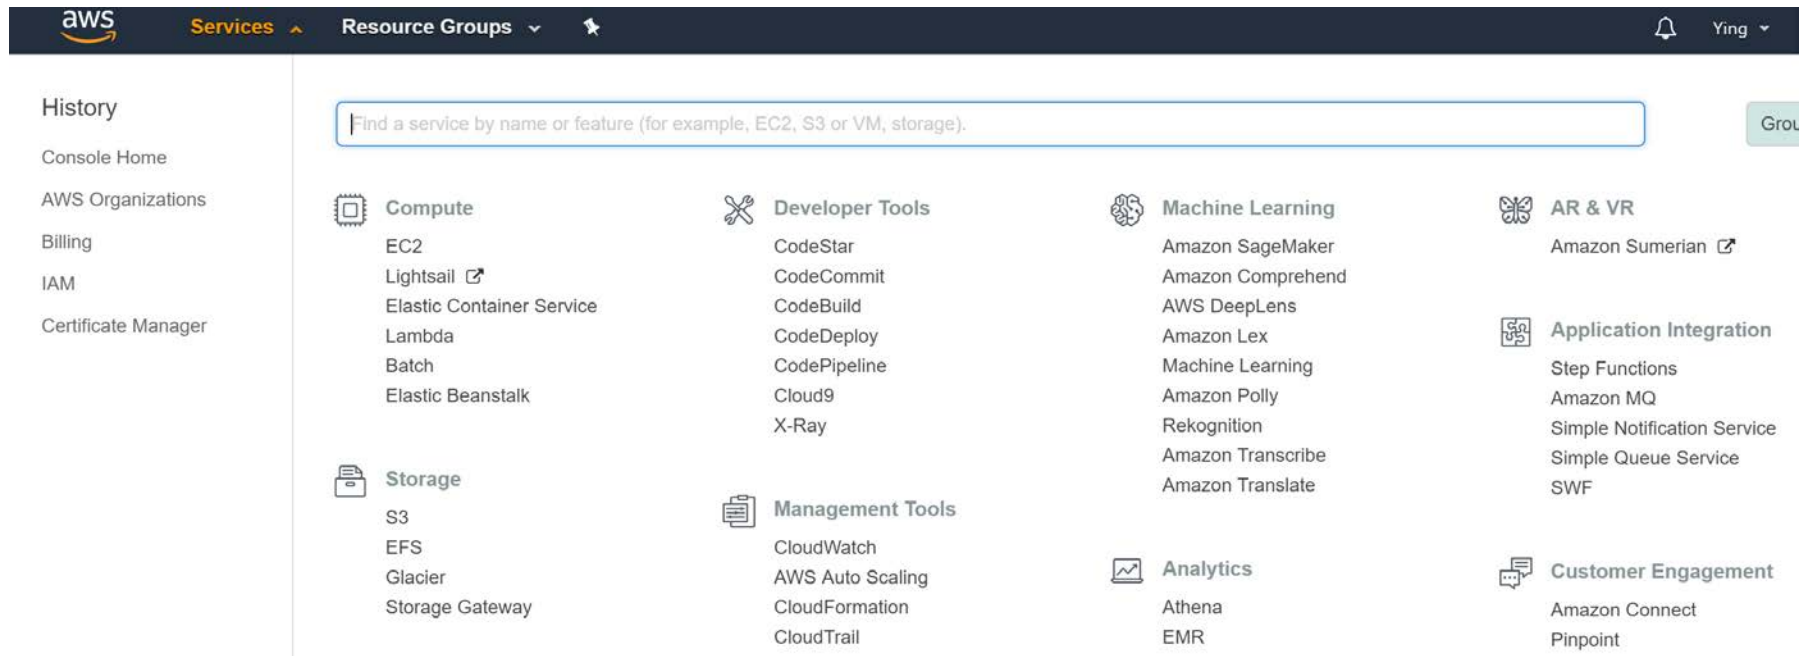 aws
Services
Resource Groups
Ying
History
Console Home
AWS Organizations
Billing
IAM
Certificate Manager
Find a service by name or feature (for example, EC2, S3 or VM, storage).
Grou
Compute
EC2
Lightsail
Elastic Container Service
Lambda
Batch
Elastic Beanstalk
Storage
S3
EFS
Glacier
Storage Gateway
Developer Tools
CodeStar
CodeCommit
CodeBuild
CodeDeploy
CodePipeline
Cloud9
X-Ray
Management Tools
CloudWatch
AWS Auto Scaling
CloudFormation
CloudTrail
Machine Learning
Amazon SageMaker
Amazon Comprehend
AWS DeepLens
Amazon Lex
Machine Learning
Amazon Polly
Rekognition
Amazon Transcribe
Amazon Translate
Analytics
Athena
EMR
AR & VR
Amazon Sumerian
Application Integration
Step Functions
Amazon MQ
Simple Notification Service
Simple Queue Service
SWF
Customer Engagement
Amazon Connect
Pinpoint